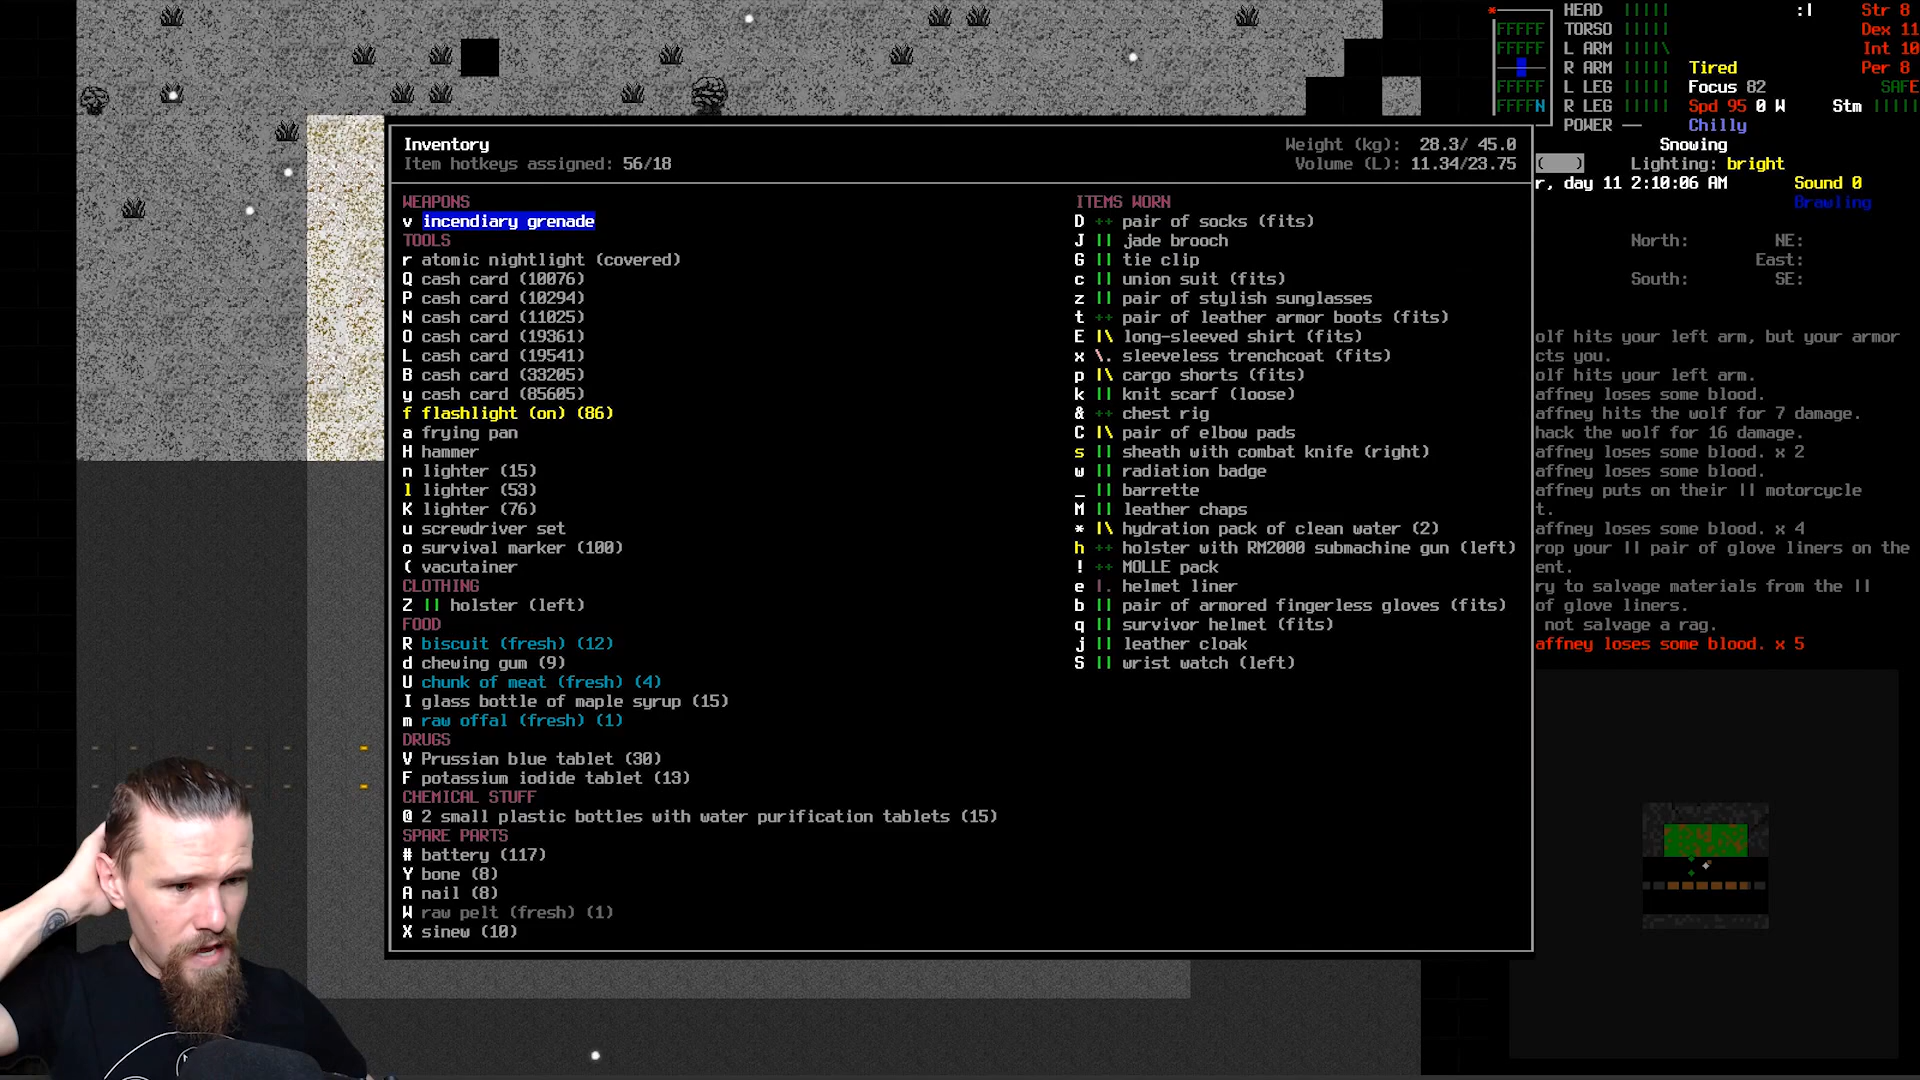 Inventory
Item hotkeys assigned: 56/18
Weight (kg): 28.3/ 45.0
Volume (L): 11.34/23.75
WEAPONS
v incendiary grenade
TOOLS
r atomic nightlight (covered)
Q cash card (10076)
P cash card (10294)
N cash card (11025)
O cash card (19361)
L cash card (19541)
B cash card (33205)
y cash card (85605)
f flashlight (on) (86)
a frying pan
H hammer
n lighter (15)
l lighter (53)
K lighter (76)
u screwdriver set
o survival marker (100)
( vacutainer
CLOTHING
Z || holster (left)
FOOD
R biscuit (fresh) (12)
d chewing gum (9)
U chunk of meat (fresh) (4)
I glass bottle of maple syrup (15)
m raw offal (fresh) (1)
DRUGS
V Prussian blue tablet (30)
F potassium iodide tablet (13)
CHEMICAL STUFF
@ 2 small plastic bottles with water purification tablets (15)
SPARE PARTS
# battery (117)
Y bone (8)
A nail (8)
W raw pelt (fresh) (1)
X sinew (10)
ITEMS WORN
D ++ pair of socks (fits)
J || jade brooch
G || tie clip
c || union suit (fits)
z || pair of stylish sunglasses
t ++ pair of leather armor boots (fits)
E |\ long-sleeved shirt (fits)
x \. sleeveless trenchcoat (fits)
p |\ cargo shorts (fits)
k || knit scarf (loose)
& ++ chest rig
C |\ pair of elbow pads
s || sheath with combat knife (right)
w || radiation badge
_ || barrette
M || leather chaps
* |\ hydration pack of clean water (2)
h ++ holster with RM2000 submachine gun (left)
! ++ MOLLE pack
e |. helmet liner
b || pair of armored fingerless gloves (fits)
q || survivor helmet (fits)
j || leather cloak
S || wrist watch (left)
* HEAD ||||| :| Str 8
FFFFF TORSO ||||| Dex 11
FFFFF L ARM ||||\ Int 10
R ARM ||||| Tired Per 8
FFFFF L LEG ||||| Focus 82 SAFE
FFFFN R LEG ||||| Spd 95 0 W Stm |||||
POWER — Chilly
Snowing
( ) Lighting: bright
r, day 11 2:10:06 AM Sound 0
Brawling
North: NE:
East:
South: SE:
olf hits your left arm, but your armor
cts you.
olf hits your left arm.
affney loses some blood.
affney hits the wolf for 7 damage.
hack the wolf for 16 damage.
affney loses some blood. x 2
affney loses some blood.
affney puts on their || motorcycle
t.
affney loses some blood. x 4
rop your || pair of glove liners on the
ent.
ry to salvage materials from the ||
of glove liners.
not salvage a rag.
affney loses some blood. x 5